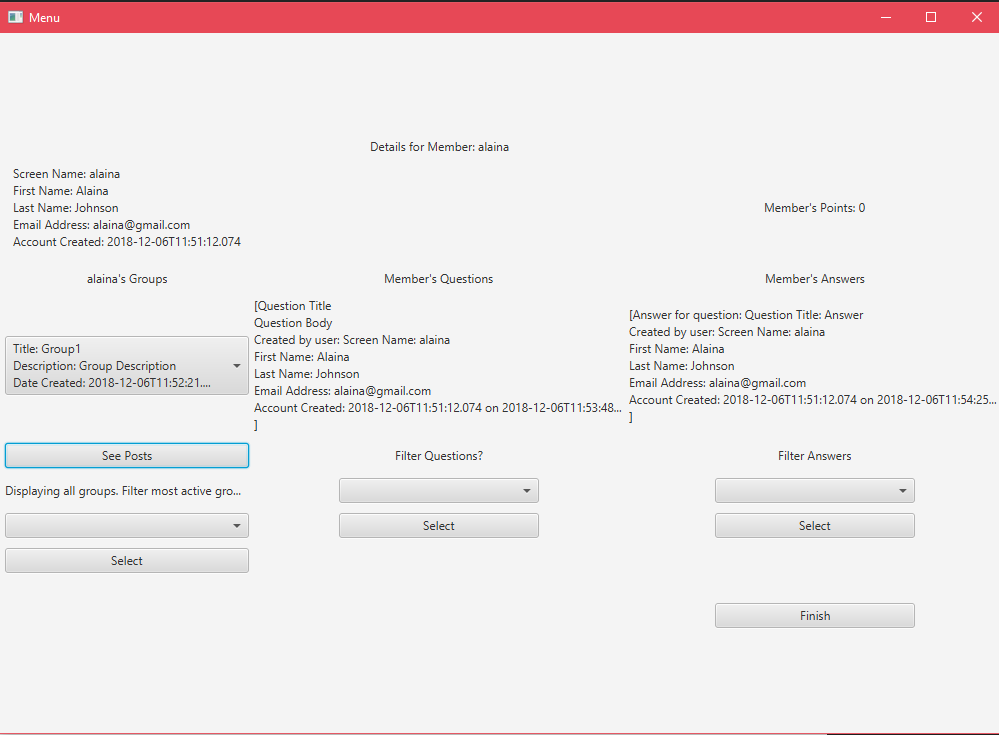 Menu
Details for Member: alaina
Screen Name: alaina
First Name: Alaina
Last Name: Johnson
Email Address: alaina@gmail.com
Account Created: 2018-12-06T11:51:12.074
Member's Points: 0
alaina's Groups
Title: Group1
Description: Group Description
Date Created: 2018-12-06T11:52:21....
See Posts
Displaying all groups. Filter most active gro...
Select
Member's Questions
[Question Title
Question Body
Created by user: Screen Name: alaina
First Name: Alaina
Last Name: Johnson
Email Address: alaina@gmail.com
Account Created: 2018-12-06T11:51:12.074 on 2018-12-06T11:53:48...
]
Filter Questions?
Select
Member's Answers
[Answer for question: Question Title: Answer
Created by user: Screen Name: alaina
First Name: Alaina
Last Name: Johnson
Email Address: alaina@gmail.com
Account Created: 2018-12-06T11:51:12.074 on 2018-12-06T11:54:25...
]
Filter Answers
Select
Finish